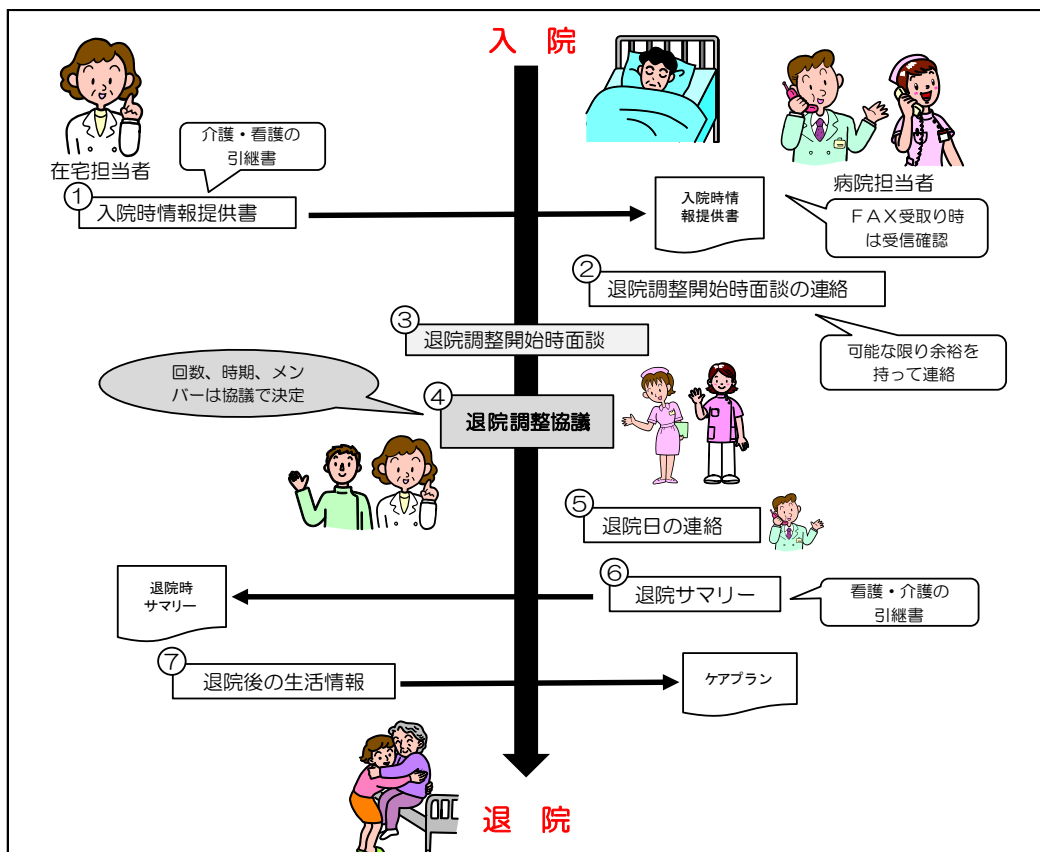 入 院
在宅担当者
介護・看護の
引継書
病院担当者
①
入院時情報提供書
入院時情
報提供書
ＦＡＸ受取り時
は受信確認
②
退院調整開始時面談の連絡
③
退院調整開始時面談
可能な限り余裕を
持って連絡
回数、時期、メン
バーは協議で決定
④
退院調整協議
⑤
退院日の連絡
⑥
退院サマリー
退院時
サマリー
看護・介護の
引継書
⑦
退院後の生活情報
ケアプラン
退 院